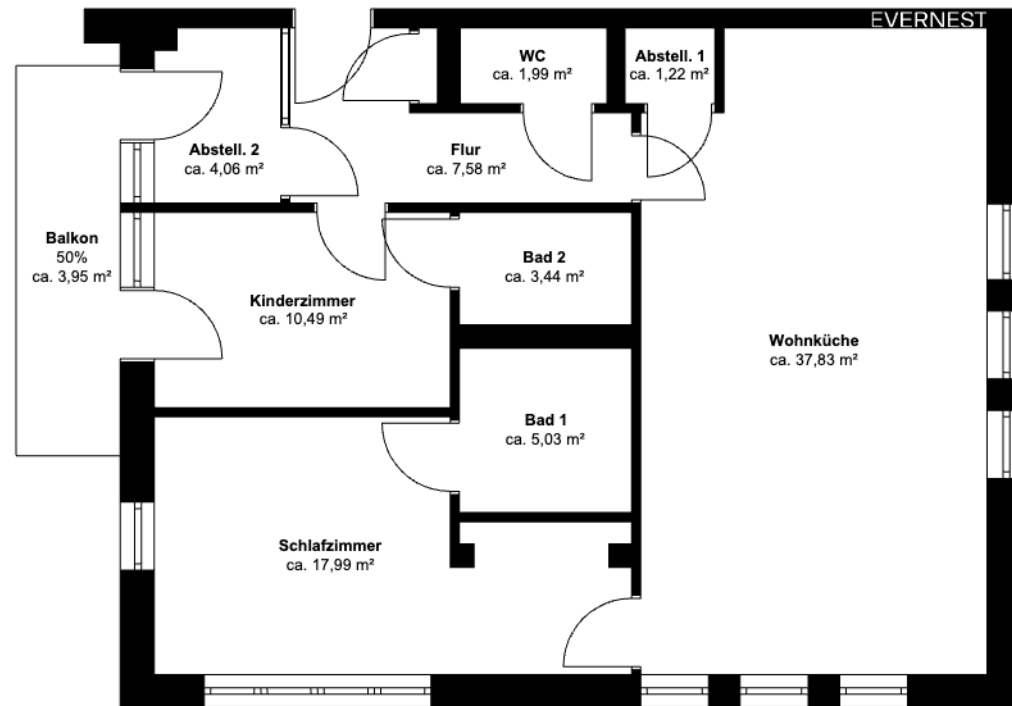 EVERNEST
WC
ca. 1,99 m²
Abstell. 1
ca. 1,22 m²
Abstell. 2
ca. 4,06 m²
Flur
ca. 7,58 m²
Balkon
50%
ca. 3,95 m²
Bad 2
ca. 3,44 m²
Kinderzimmer
ca. 10,49 m²
Wohnküche
ca. 37,83 m²
Bad 1
ca. 5,03 m²
Schlafzimmer
ca. 17,99 m²